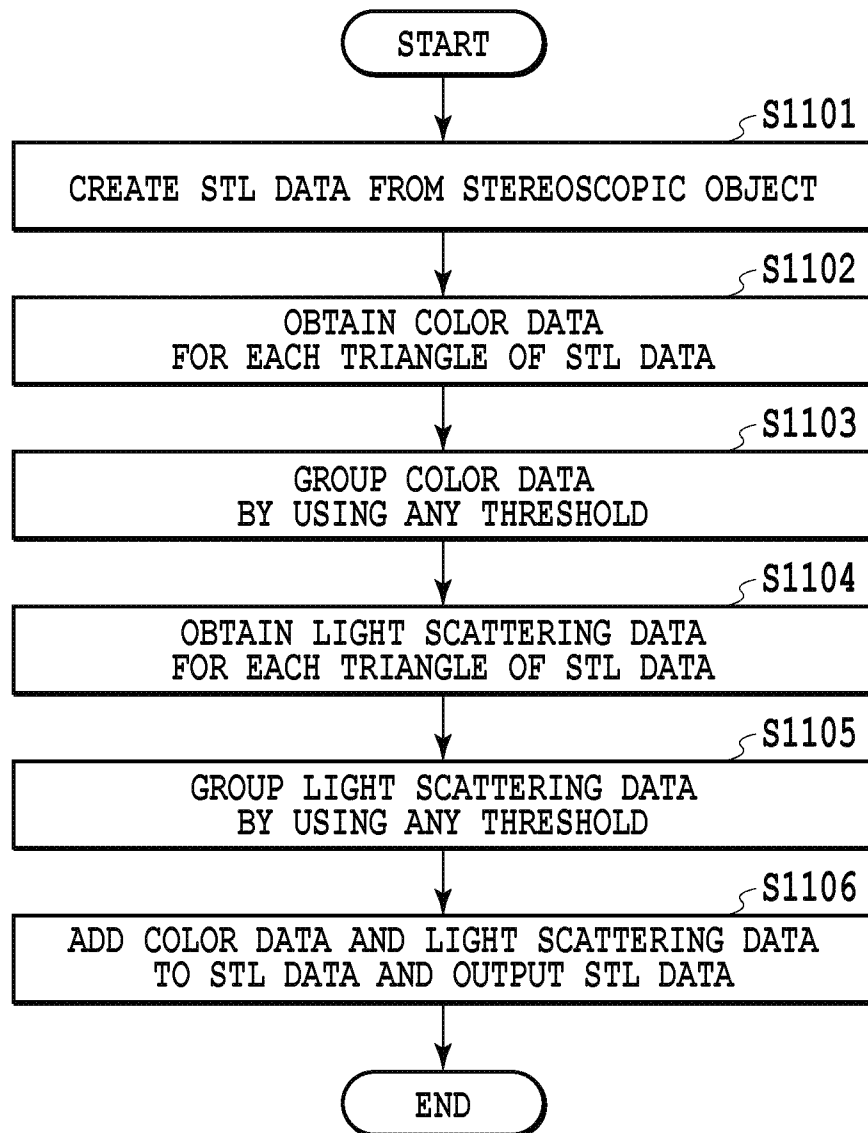 START
S1101
CREATE STL DATA FROM STEREOSCOPIC OBJECT
S1102
OBTAIN COLOR DATA
FOR EACH TRIANGLE OF STL DATA
S1103
GROUP COLOR DATA
BY USING ANY THRESHOLD
S1104
OBTAIN LIGHT SCATTERING DATA
FOR EACH TRIANGLE OF STL DATA
S1105
GROUP LIGHT SCATTERING DATA
BY USING ANY THRESHOLD
S1106
ADD COLOR DATA AND LIGHT SCATTERING DATA
TO STL DATA AND OUTPUT STL DATA
END